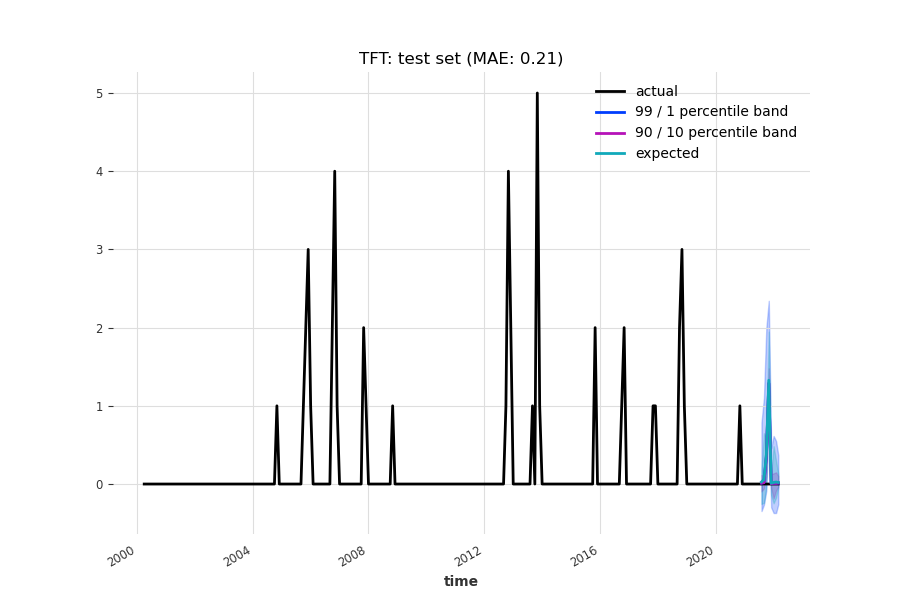 TFT: test set (MAE: 0.21)
actual
99 / 1 percentile band
90 / 10 percentile band
expected
5
4
3
2
1
0
2000
2004
2008
2012
2016
2020
time